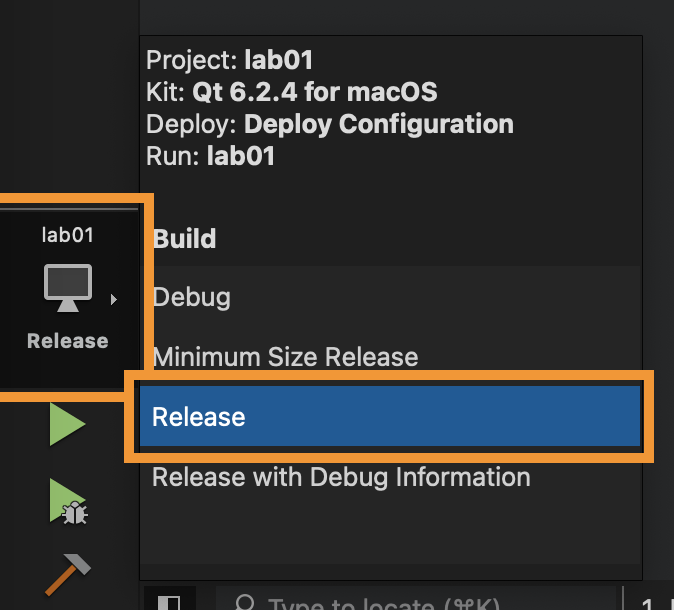 Project: lab01
Kit: Qt 6.2.4 for macOS
Deploy: Deploy Configuration
Run: lab01
lab01
Release
Build
Debug
Minimum Size Release
Release
Release with Debug Information
Type to locate (⌘K)
1